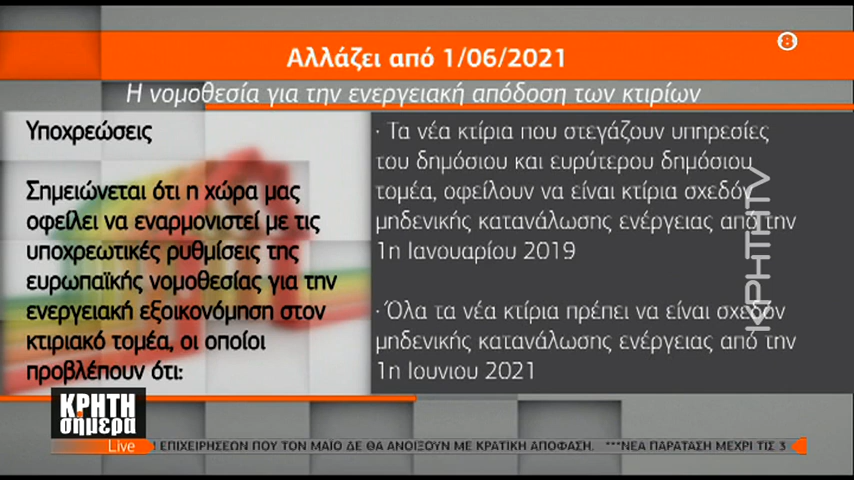 Αλλάζει από 1/06/2021
8
Η νομοθεσία για την ενεργειακή απόδοση των κτιρίων
Υποχρεώσεις
Σημειώνεται ότι η χώρα μας
οφείλει να εναρμονιστεί με τις
υποχρεωτικές ρυθμίσεις της
ευρωπαϊκής νομοθεσίας για την
ενεργειακή εξοικονόμηση στον
κτιριακό τομέα, οι οποίοι
προβλέπουν ότι:
· Τα νέα κτίρια που στεγάζουν υπηρεσίες
του δημόσιου και ευρύτερου δημόσιου
τομέα, οφείλουν να είναι κτίρια σχεδόν
μηδενικής κατανάλωσης ενέργειας από την
1η Ιανουαρίου 2019
· Όλα τα νέα κτίρια πρέπει να είναι σχεδόν
μηδενικής κατανάλωσης ενέργειας από την
1η Ιουνιου 2021
ΚΡΗΤΗTV
ΚΡΗΤΗ
σήμερα
Live
ΕΠΙΧΕΙΡΗΣΕΩΝ ΠΟΥ ΤΟΝ ΜΑΙΟ ΔΕ ΘΑ ΑΝΟΙΞΟΥΝ ΜΕ ΚΡΑΤΙΚΗ ΑΠΟΦΑΣΗ. ***ΝΕΑ ΠΑΡΑΤΑΣΗ ΜΕΧΡΙ ΤΙΣ 3